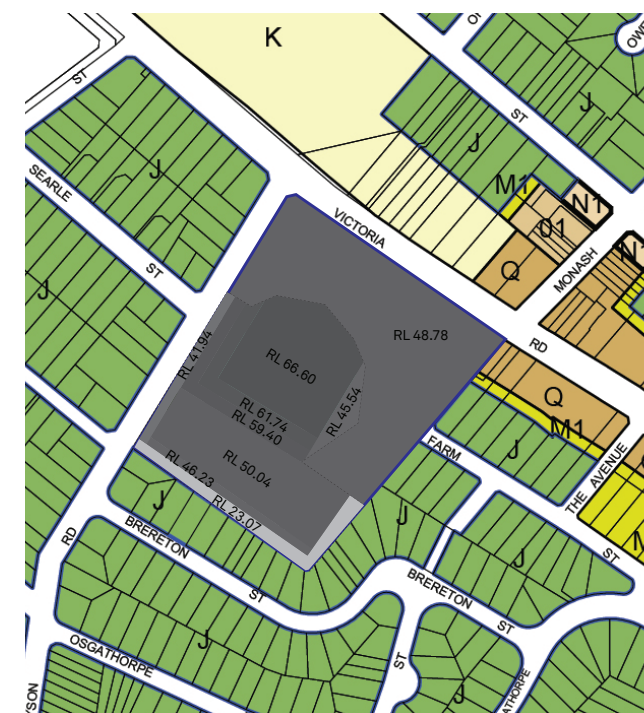 K
ST
J
ST
J
J
SEARLE
ST
J
M1
N1
01
VICTORIA
MONASH
Q
RD
RL 48.78
RL 41.94
RL 66.60
RL 45.54
RL 61.74
RL 59.40
Q
M1
FARM
J
THE AVENUE
RL 46.23
RL 50.04
RL 23.07
J
J
RD
BRERETON
ST
J
ST
BRERETON
ST
OSGATHORPE
J
ST
J